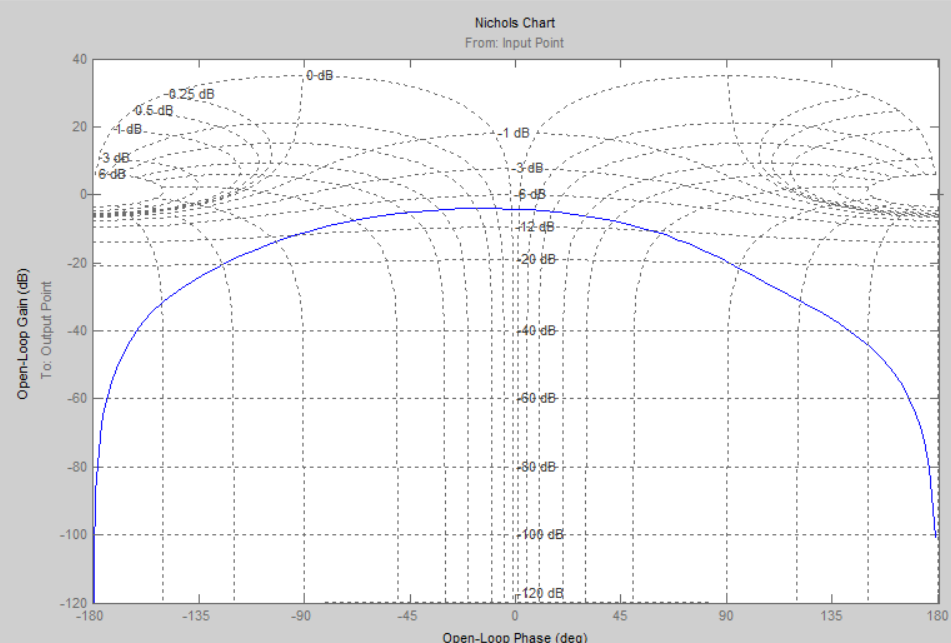 Nichols Chart
From: Input Point
40
20
0
-20
-40
-60
-80
-100
-120
Open-Loop Gain (dB)
To: Output Point
0 dB
-0.25 dB
0.5 dB
-1 dB
-3 dB
6 dB
-1 dB
-3 dB
-6 dB
-12 dB
-20 dB
-40 dB
-60 dB
-80 dB
-100 dB
-120 dB
-180
-135
-90
-45
0
45
90
135
180
Open-Loop Phase (deg)